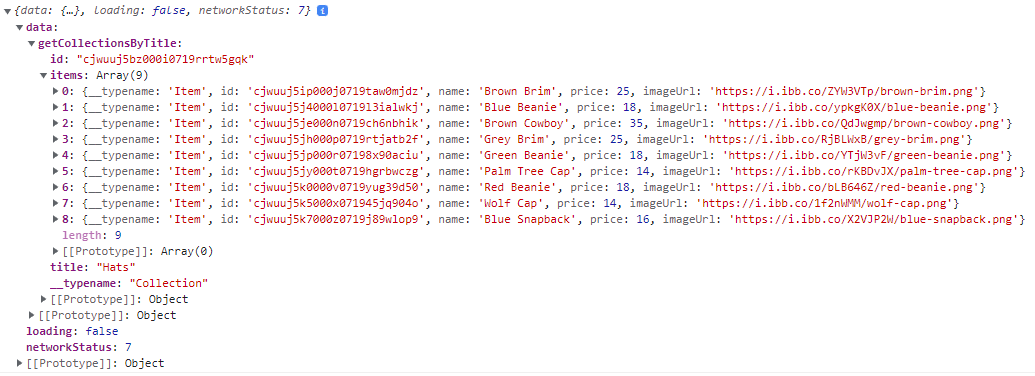 ▼ {data: {…}, loading: false, networkStatus: 7} i
▼ data:
▼ getCollectionsByTitle:
id: "cjwuuj5bz000i0719rrtw5gqk"
▼ items: Array(9)
▶ 0: {__typename: 'Item', id: 'cjwuuj5ip000j0719taw0mjdz', name: 'Brown Brim', price: 25, imageUrl: 'https://i.ibb.co/ZYW3VTp/brown-brim.png'}
▶ 1: {__typename: 'Item', id: 'cjwuuj5j4000l0719l3ialwkj', name: 'Blue Beanie', price: 18, imageUrl: 'https://i.ibb.co/ypkgK0X/blue-beanie.png'}
▶ 2: {__typename: 'Item', id: 'cjwuuj5je000n0719ch6nbhik', name: 'Brown Cowboy', price: 35, imageUrl: 'https://i.ibb.co/QdJwgmp/brown-cowboy.png'}
▶ 3: {__typename: 'Item', id: 'cjwuuj5jh000p0719rtjatb2f', name: 'Grey Brim', price: 25, imageUrl: 'https://i.ibb.co/RjBLWxB/grey-brim.png'}
▶ 4: {__typename: 'Item', id: 'cjwuuj5jp000r07198x90aciu', name: 'Green Beanie', price: 18, imageUrl: 'https://i.ibb.co/YTjW3vF/green-beanie.png'}
▶ 5: {__typename: 'Item', id: 'cjwuuj5jy000t0719hgrbwczg', name: 'Palm Tree Cap', price: 14, imageUrl: 'https://i.ibb.co/rKBDvJX/palm-tree-cap.png'}
▶ 6: {__typename: 'Item', id: 'cjwuuj5k0000v0719yug39d50', name: 'Red Beanie', price: 18, imageUrl: 'https://i.ibb.co/bLB646Z/red-beanie.png'}
▶ 7: {__typename: 'Item', id: 'cjwuuj5k5000x071945jq904o', name: 'Wolf Cap', price: 14, imageUrl: 'https://i.ibb.co/1f2nWMM/wolf-cap.png'}
▶ 8: {__typename: 'Item', id: 'cjwuuj5k7000z0719j89wlop9', name: 'Blue Snapback', price: 16, imageUrl: 'https://i.ibb.co/X2VJP2W/blue-snapback.png'}
length: 9
▶ [[Prototype]]: Array(0)
title: "Hats"
__typename: "Collection"
▶ [[Prototype]]: Object
▶ [[Prototype]]: Object
loading: false
networkStatus: 7
▶ [[Prototype]]: Object